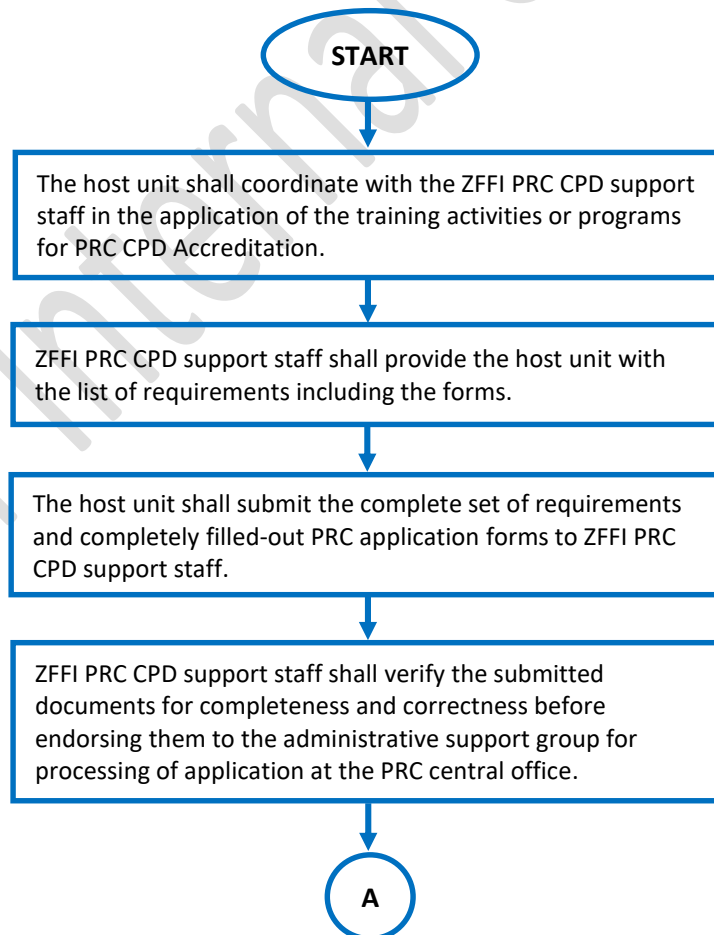 START
The host unit shall coordinate with the ZFFI PRC CPD support
staff in the application of the training activities or programs
for PRC CPD Accreditation.
ZFFI PRC CPD support staff shall provide the host unit with
the list of requirements including the forms.
The host unit shall submit the complete set of requirements
and completely filled-out PRC application forms to ZFFI PRC
CPD support staff.
ZFFI PRC CPD support staff shall verify the submitted
documents for completeness and correctness before
endorsing them to the administrative support group for
processing of application at the PRC central office.
A
Internal